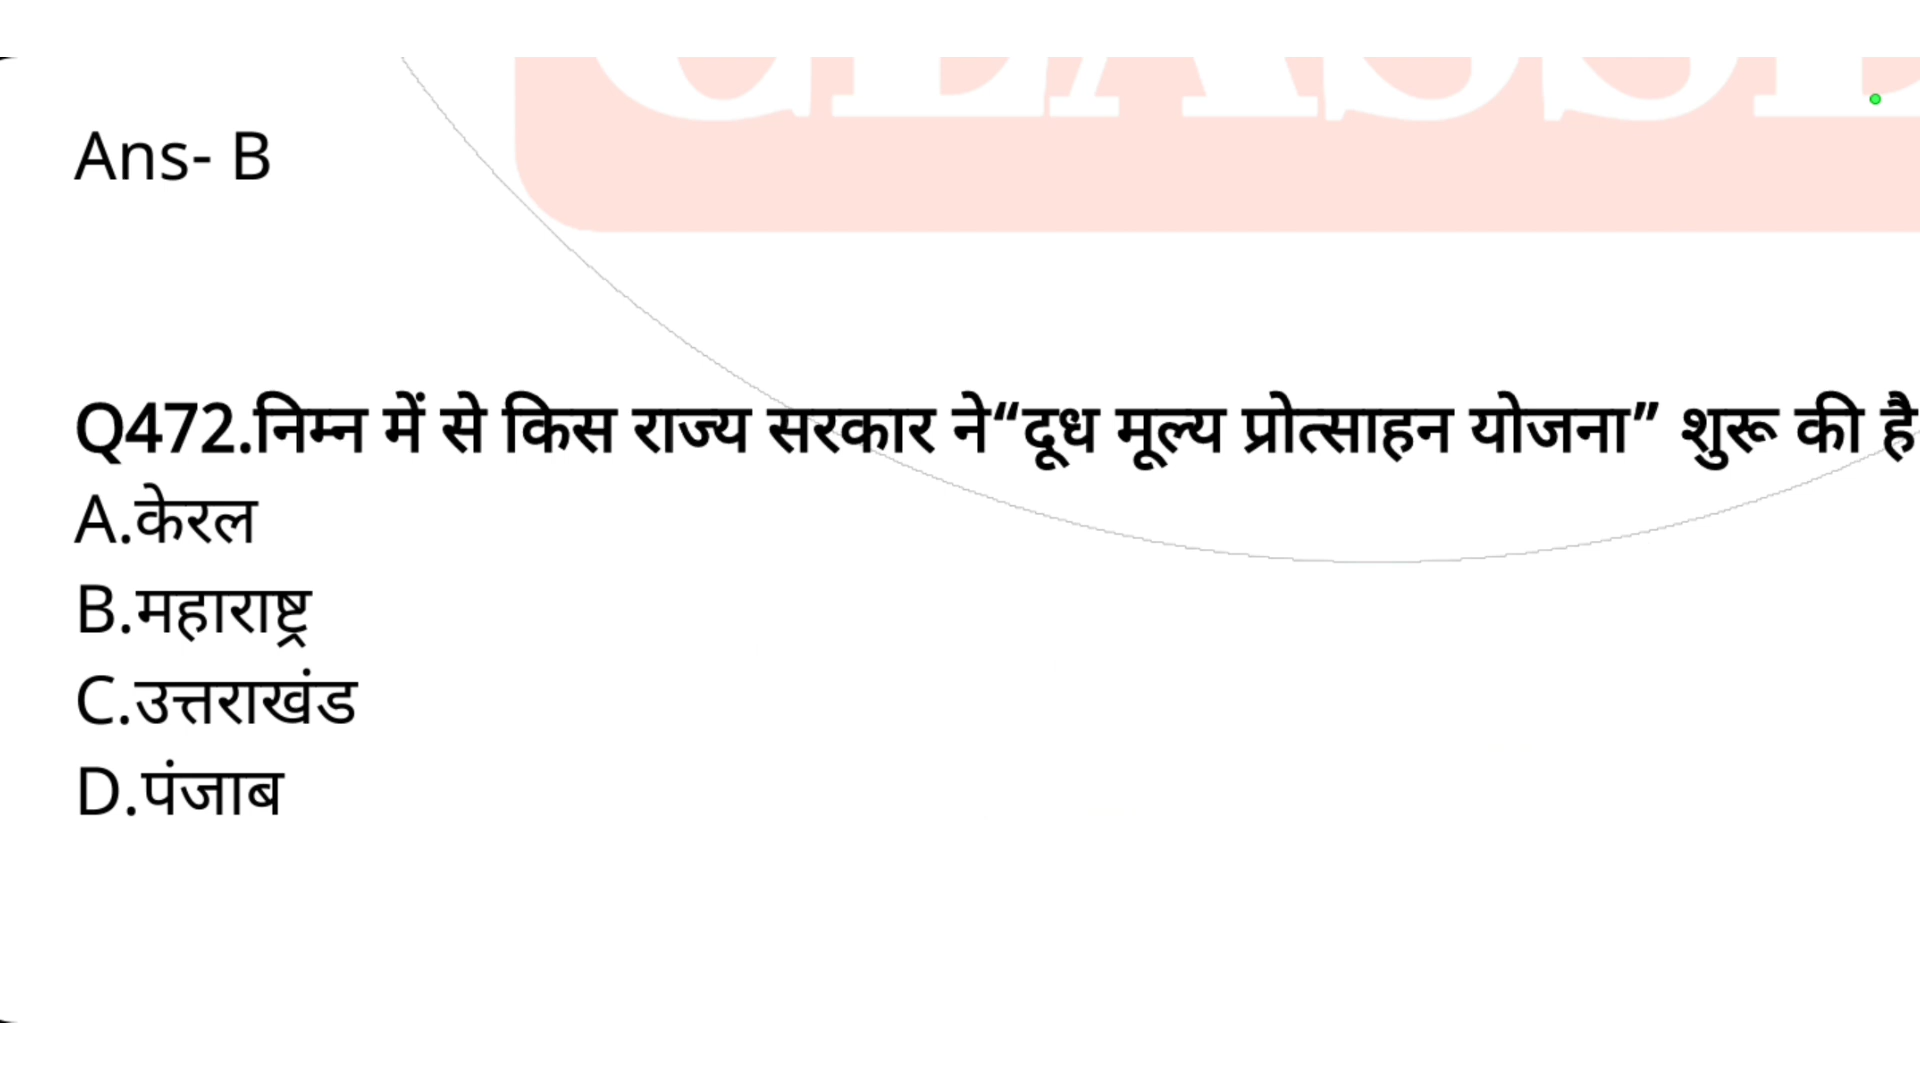 Ans- B
Q472.निम्न में से किस राज्य सरकार ने“दूध मूल्य प्रोत्साहन योजना” शुरू की है
A.केरल
B.महाराष्ट्र
C.उत्तराखंड
D.पंजाब